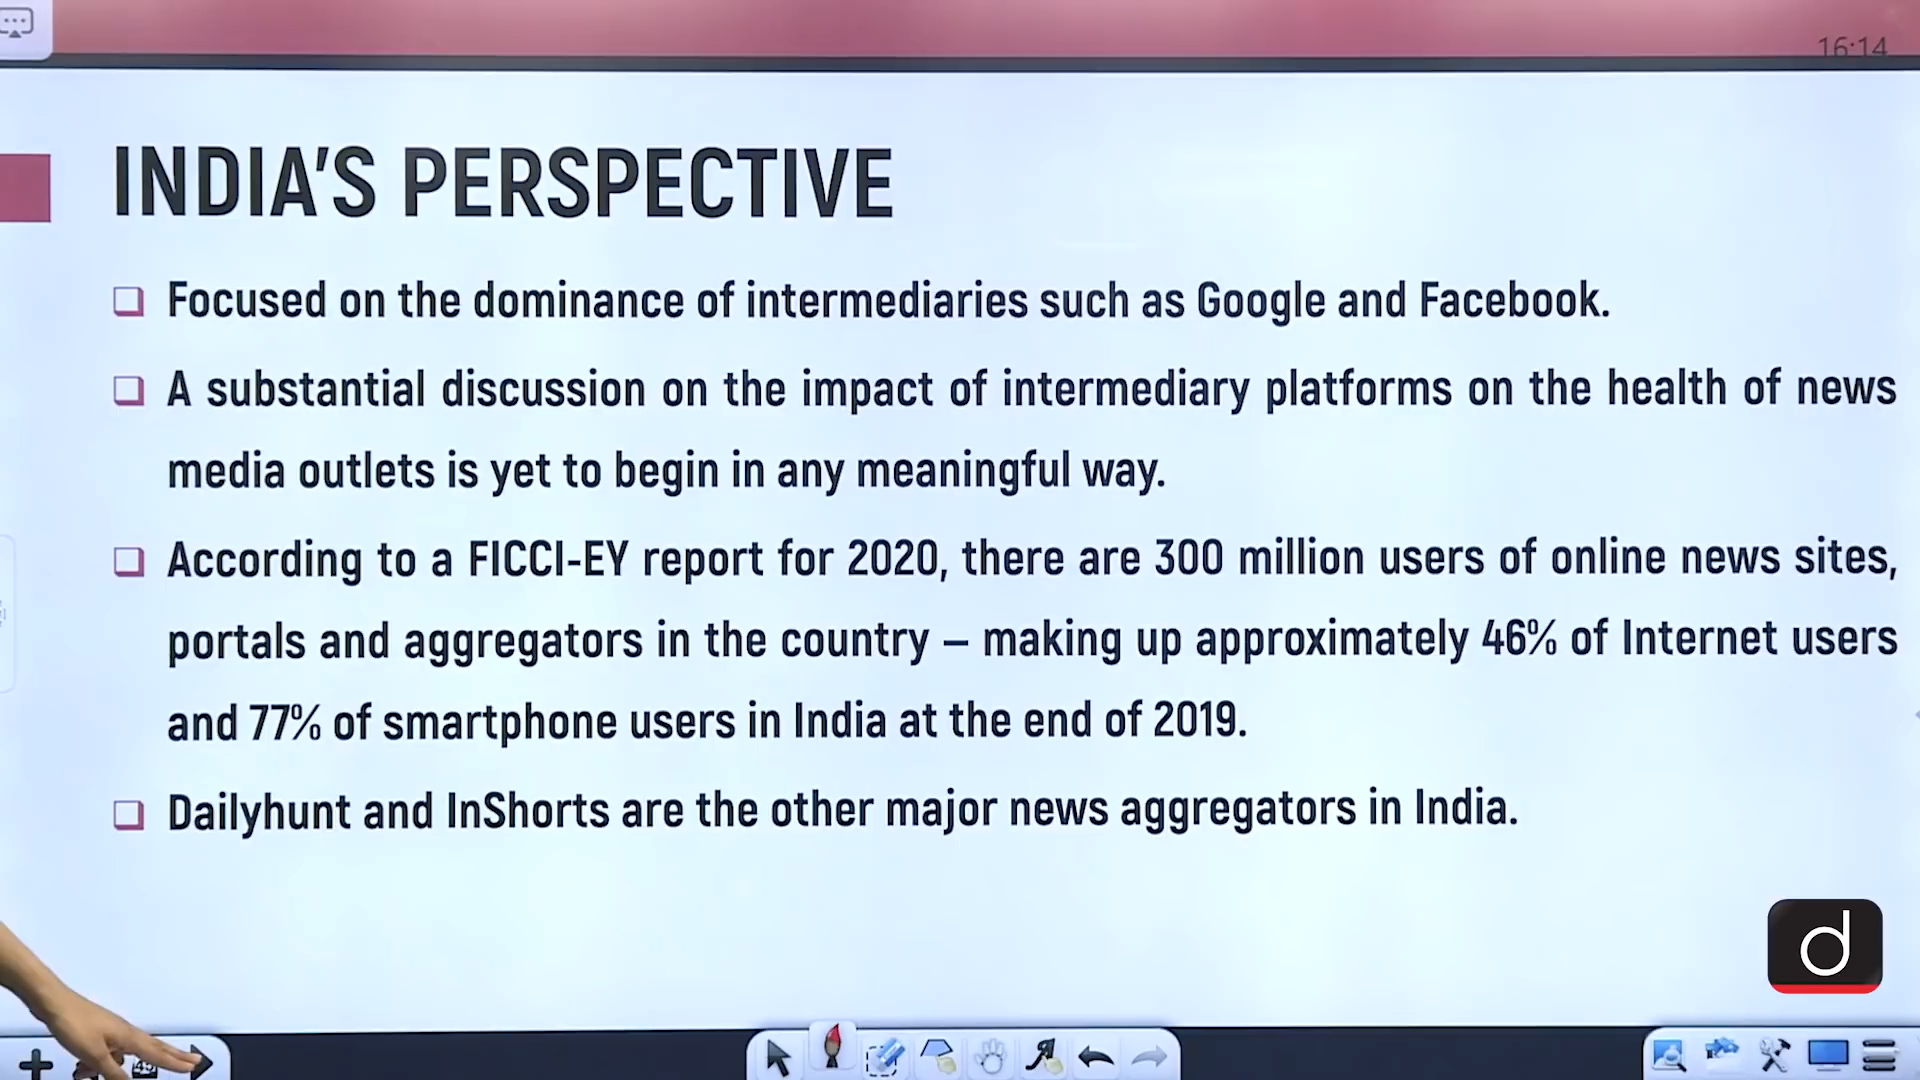 16:14
INDIA'S PERSPECTIVE
❑ Focused on the dominance of intermediaries such as Google and Facebook.
❑ A substantial discussion on the impact of intermediary platforms on the health of news
media outlets is yet to begin in any meaningful way.
❑ According to a FICCI-EY report for 2020, there are 300 million users of online news sites,
portals and aggregators in the country – making up approximately 46% of Internet users
and 77% of smartphone users in India at the end of 2019.
❑ Dailyhunt and InShorts are the other major news aggregators in India.
d